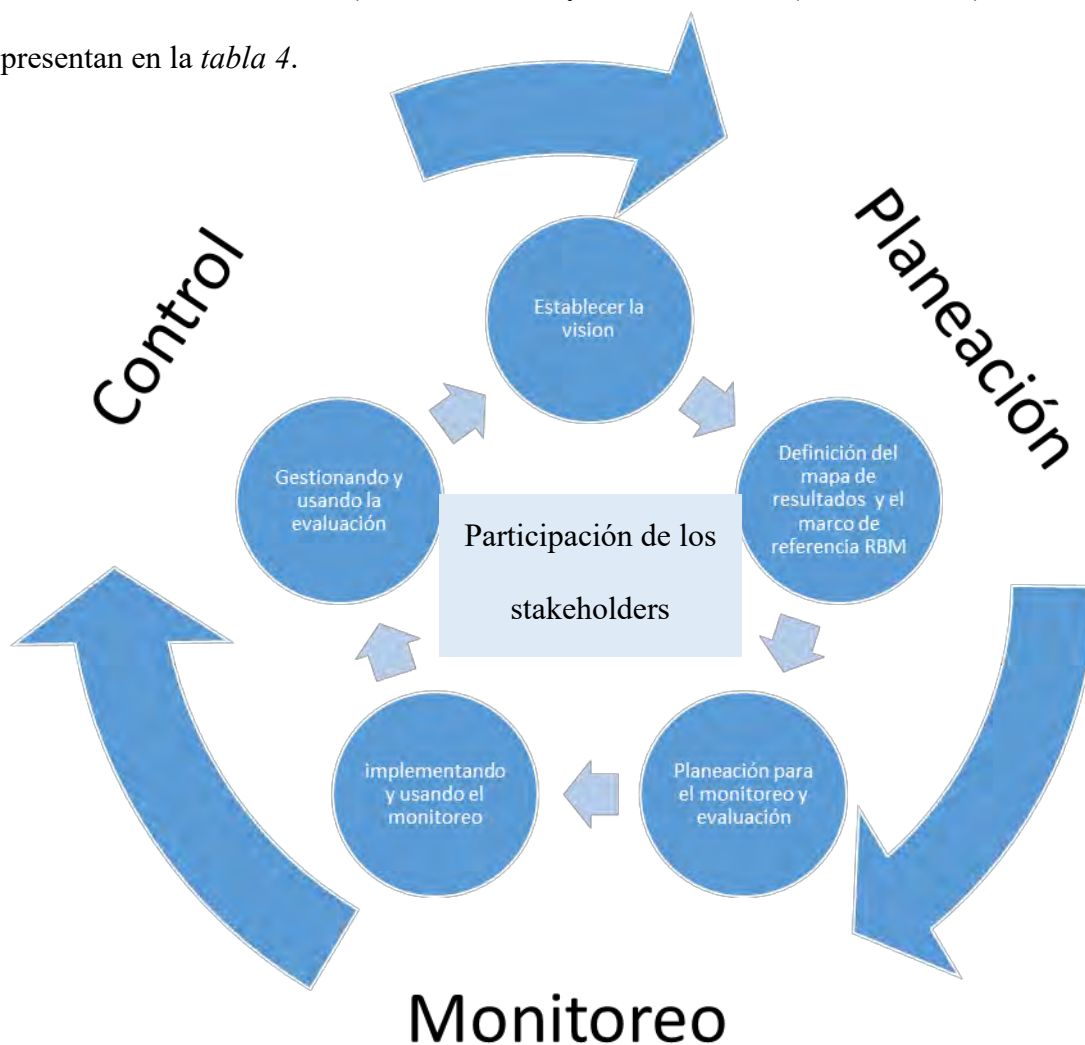 presentan en la tabla 4.
Control
Planeación
Establecer la
vision
Definición del
mapa de
resultados y el
marco de
referencia RBM
Gestionando y
usando la
evaluación
Participación de los
stakeholders
implementando
y usando el
monitoreo
Planeación para
el monitoreo y
evaluación
Monitoreo